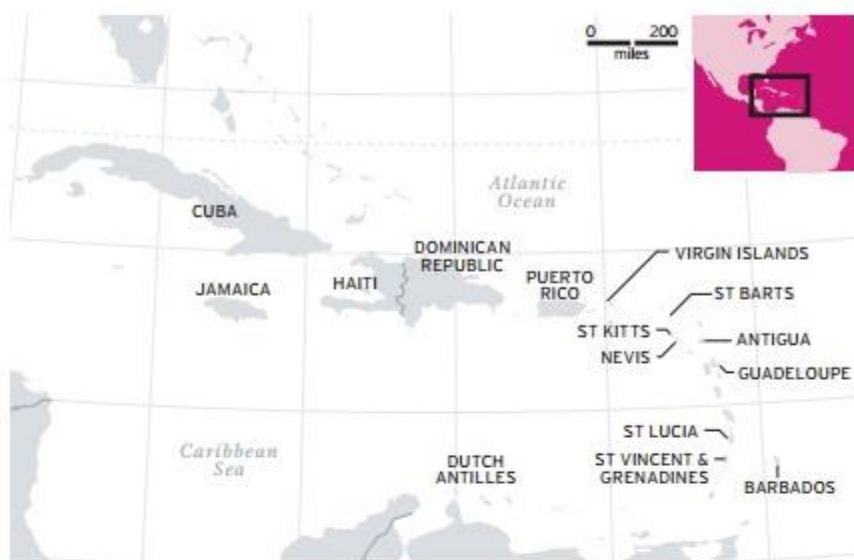 0 200
miles
Atlantic
Ocean
CUBA
DOMINICAN
REPUBLIC
VIRGIN ISLANDS
JAMAICA
HAITI
PUERTO
RICO
ST BARTS
ST KITTS
ANTIGUA
NEVIS
GUADELOUPE
ST LUCIA
Caribbean
Sea
DUTCH
ANTILLES
ST VINCENT &
GRENADINES
BARBADOS